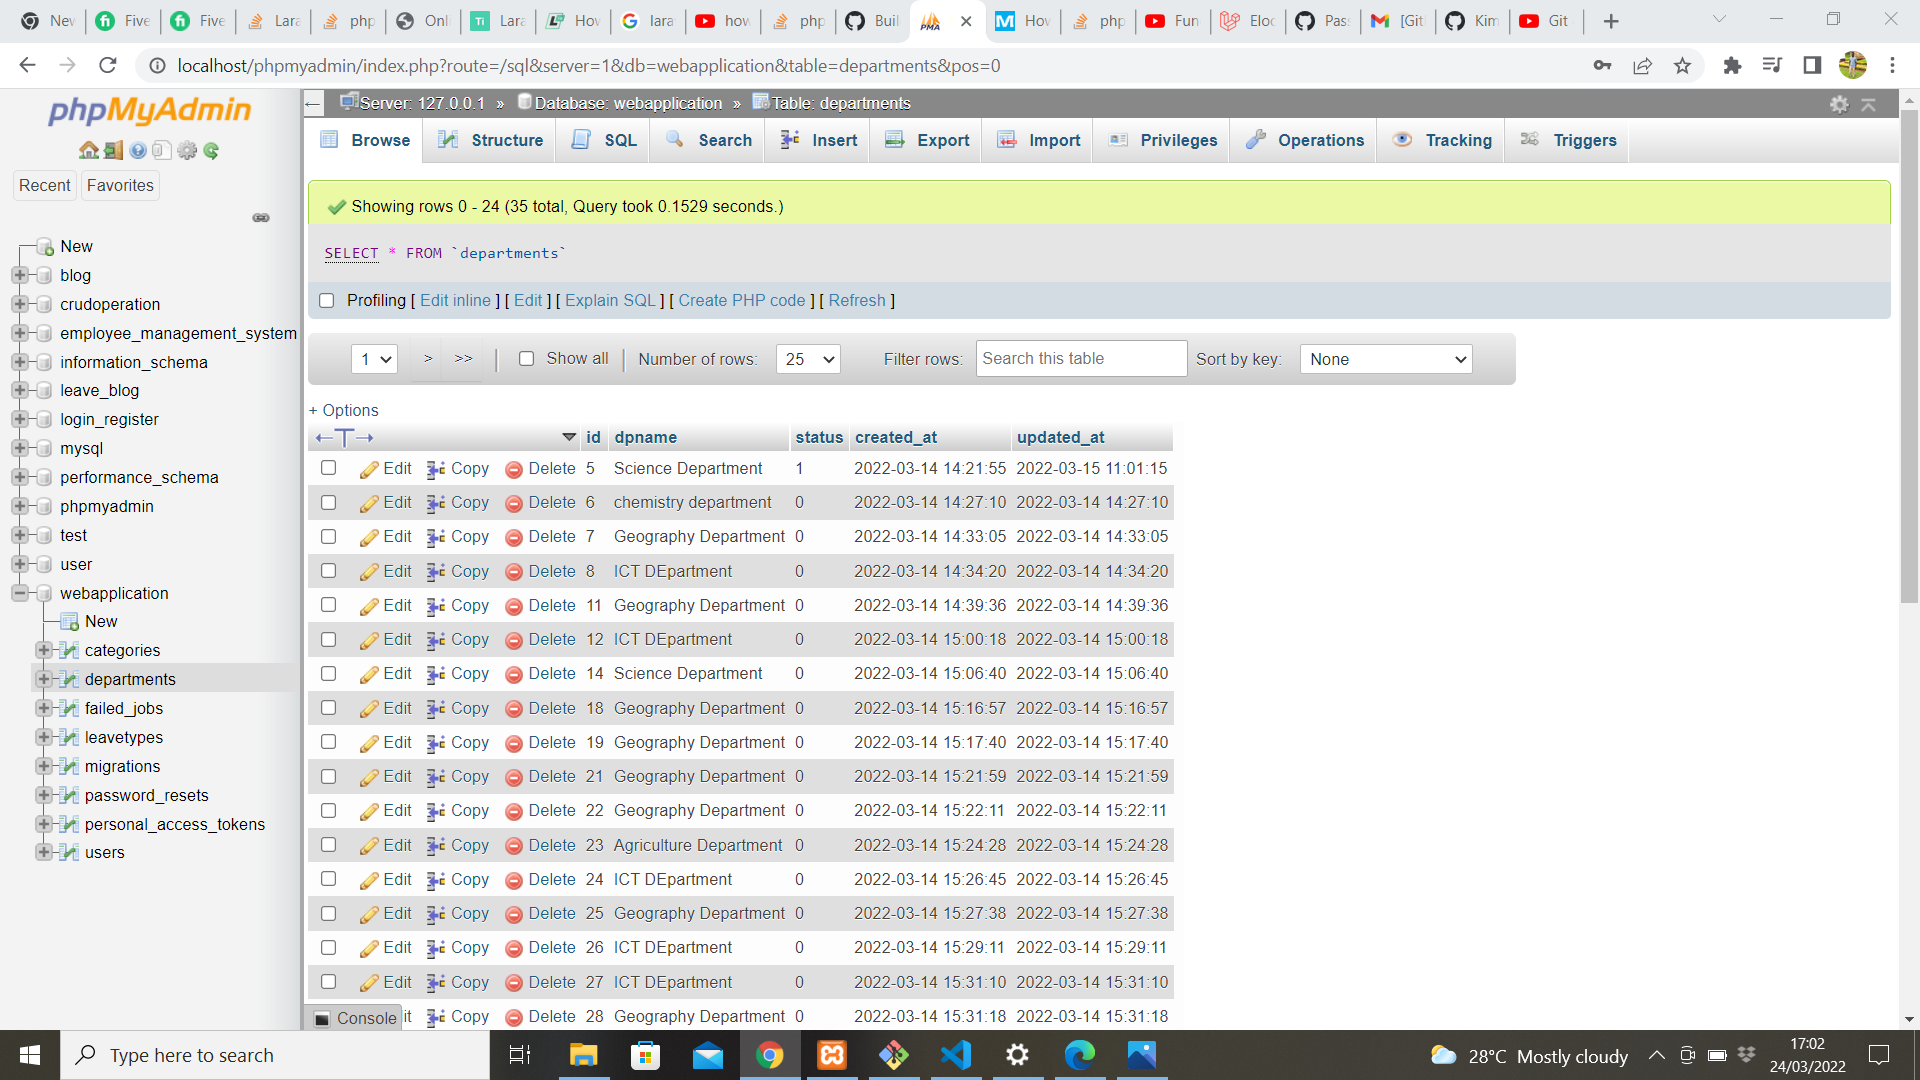 Nev
Five
Five
Lara
php
Onli
Lara
How
lara
how
php
Buil
PMA
How
php
Fun
Eloc
Pass
[Git
Kim
Git
localhost/phpmyadmin/index.php?route=/sql&server=1&db=webapplication&table=departments&pos=0
phpMyAdmin
Recent Favorites
New
blog
crudoperation
employee_management_system
information_schema
leave_blog
login_register
mysql
performance_schema
phpmyadmin
test
user
webapplication
New
categories
departments
failed_jobs
leavetypes
migrations
password_resets
personal_access_tokens
users
Server: 127.0.0.1 » Database: webapplication » Table: departments
Browse Structure SQL Search Insert Export Import Privileges Operations Tracking Triggers
Showing rows 0 - 24 (35 total, Query took 0.1529 seconds.)
SELECT * FROM `departments`
Profiling [ Edit inline ] [ Edit ] [ Explain SQL ] [ Create PHP code ] [ Refresh ]
1 > >> | Show all | Number of rows: 25 Filter rows: Search this table Sort by key: None
+ Options
←T→ id dpname status created_at updated_at
Edit Copy Delete 5 Science Department 1 2022-03-14 14:21:55 2022-03-15 11:01:15
Edit Copy Delete 6 chemistry department 0 2022-03-14 14:27:10 2022-03-14 14:27:10
Edit Copy Delete 7 Geography Department 0 2022-03-14 14:33:05 2022-03-14 14:33:05
Edit Copy Delete 8 ICT DEpartment 0 2022-03-14 14:34:20 2022-03-14 14:34:20
Edit Copy Delete 11 Geography Department 0 2022-03-14 14:39:36 2022-03-14 14:39:36
Edit Copy Delete 12 ICT DEpartment 0 2022-03-14 15:00:18 2022-03-14 15:00:18
Edit Copy Delete 14 Science Department 0 2022-03-14 15:06:40 2022-03-14 15:06:40
Edit Copy Delete 18 Geography Department 0 2022-03-14 15:16:57 2022-03-14 15:16:57
Edit Copy Delete 19 Geography Department 0 2022-03-14 15:17:40 2022-03-14 15:17:40
Edit Copy Delete 21 Geography Department 0 2022-03-14 15:21:59 2022-03-14 15:21:59
Edit Copy Delete 22 Geography Department 0 2022-03-14 15:22:11 2022-03-14 15:22:11
Edit Copy Delete 23 Agriculture Department 0 2022-03-14 15:24:28 2022-03-14 15:24:28
Edit Copy Delete 24 ICT DEpartment 0 2022-03-14 15:26:45 2022-03-14 15:26:45
Edit Copy Delete 25 Geography Department 0 2022-03-14 15:27:38 2022-03-14 15:27:38
Edit Copy Delete 26 ICT DEpartment 0 2022-03-14 15:29:11 2022-03-14 15:29:11
Edit Copy Delete 27 ICT DEpartment 0 2022-03-14 15:31:10 2022-03-14 15:31:10
Console it Copy Delete 28 Geography Department 0 2022-03-14 15:31:18 2022-03-14 15:31:18
Type here to search
28°C Mostly cloudy
17:02
24/03/2022